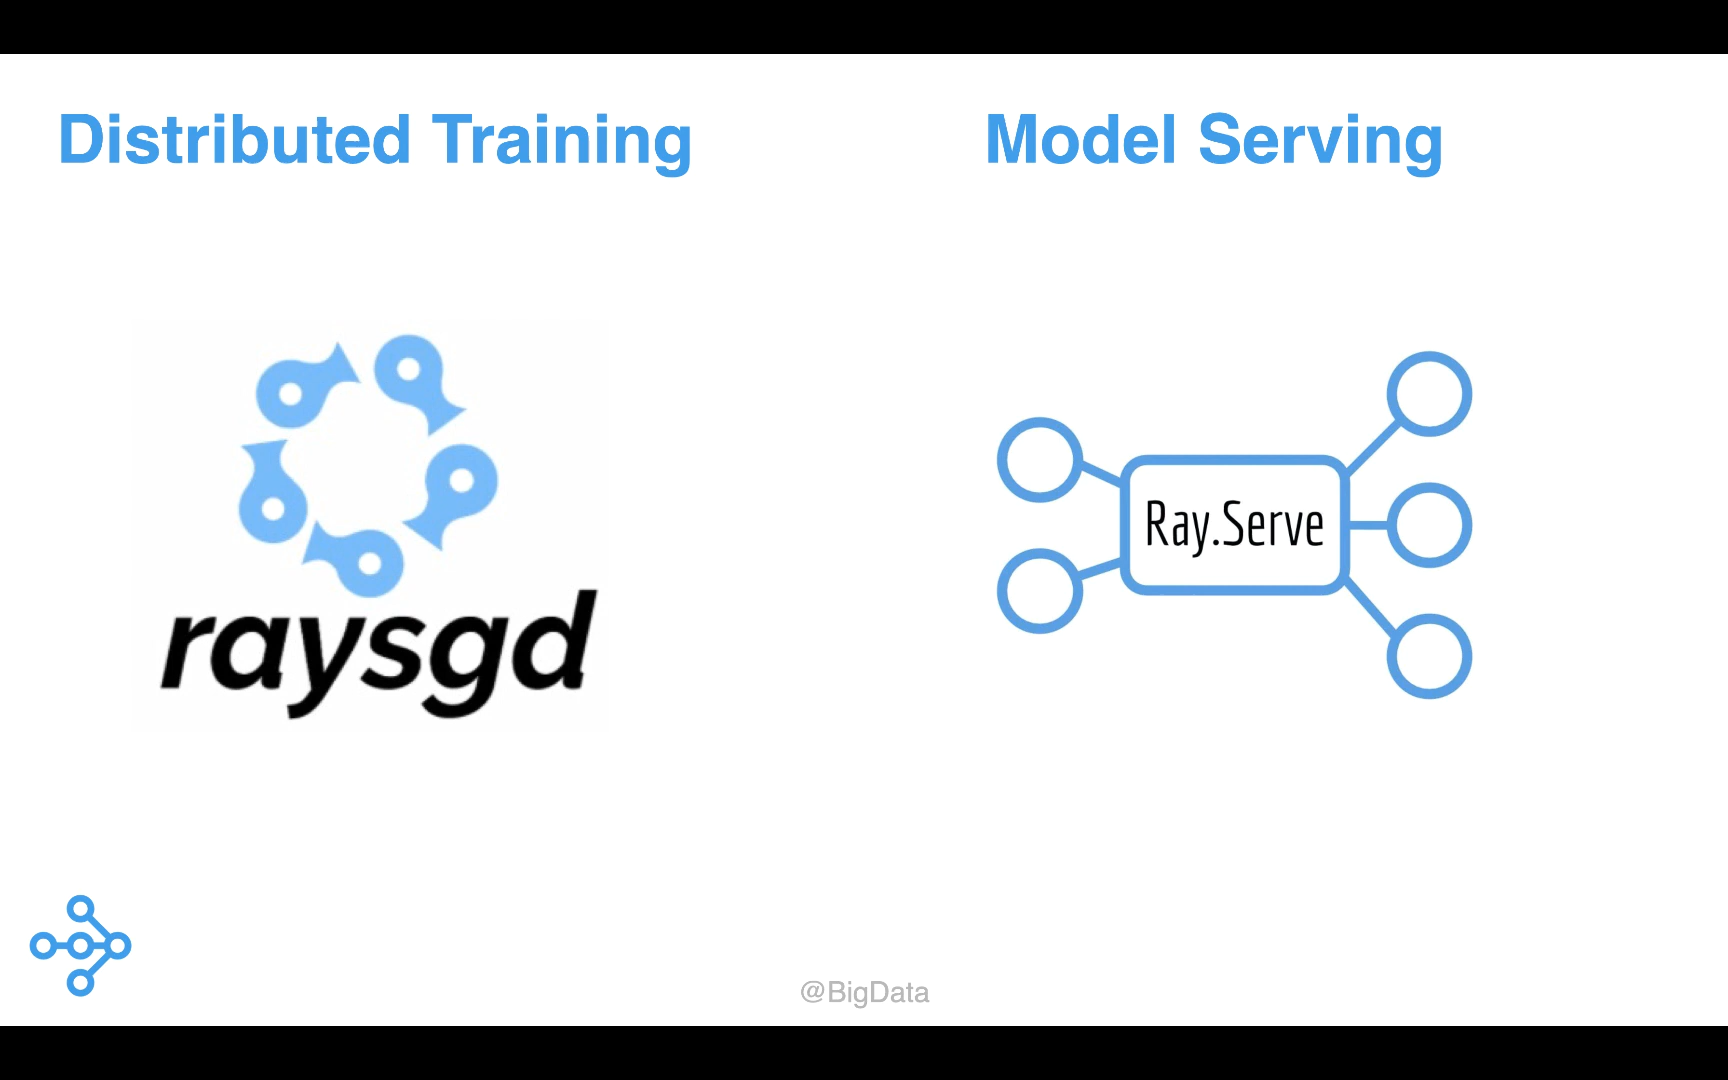 Distributed Training
Model Serving
raysgd
Ray.Serve
@BigData